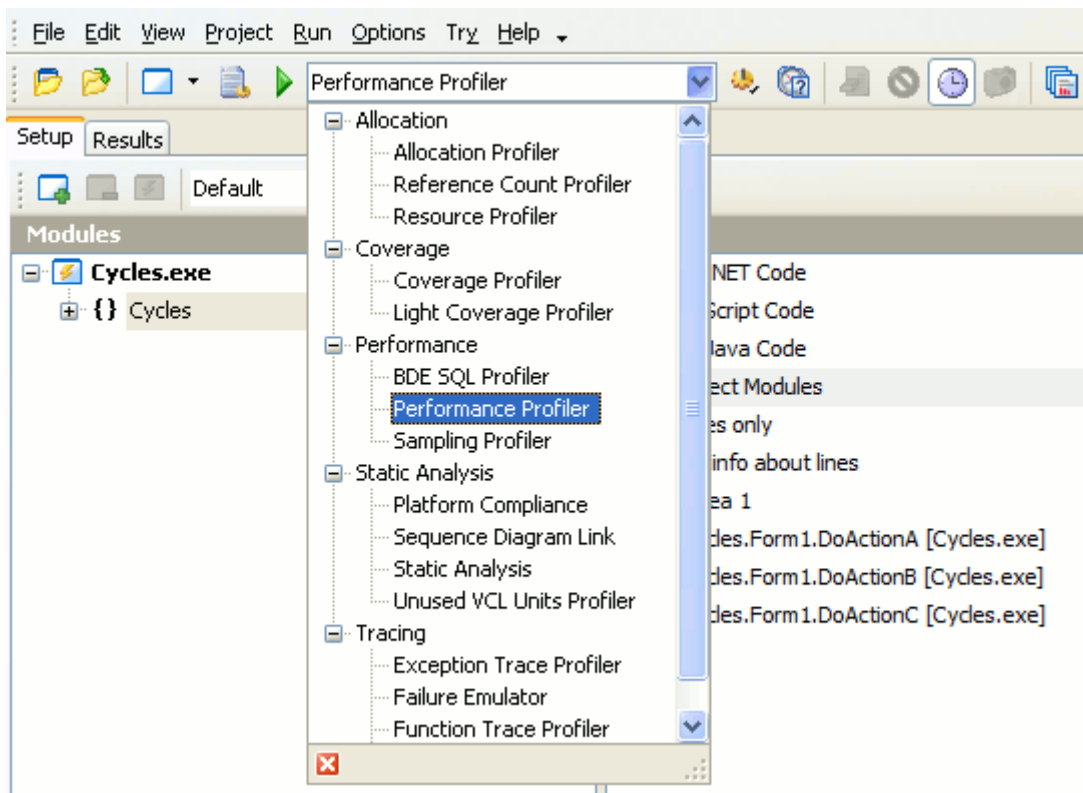 File Edit View Project Run Options Try Help
Performance Profiler
Setup Results
Default
Modules
Cycles.exe
{} Cycles
Allocation
Allocation Profiler
Reference Count Profiler
Resource Profiler
Coverage
Coverage Profiler
Light Coverage Profiler
Performance
BDE SQL Profiler
Performance Profiler
Sampling Profiler
Static Analysis
Platform Compliance
Sequence Diagram Link
Static Analysis
Unused VCL Units Profiler
Tracing
Exception Trace Profiler
Failure Emulator
Function Trace Profiler
NET Code
Script Code
Java Code
ect Modules
es only
info about lines
ea 1
cles.Form1.DoActionA [Cycles.exe]
cles.Form1.DoActionB [Cycles.exe]
cles.Form1.DoActionC [Cycles.exe]